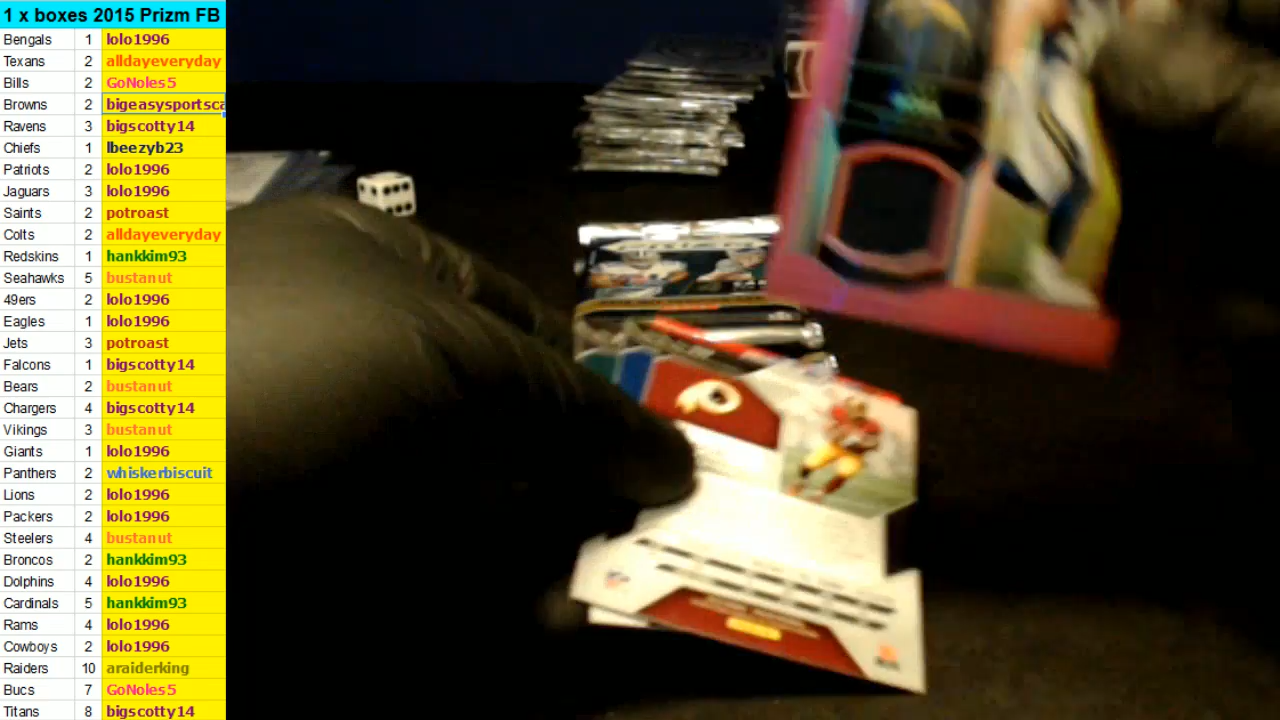 1 x boxes 2015 Prizm FB
Bengals 1 lolo1996
Texans 2 alldayeveryday
Bills 2 GoNoles5
Browns 2 bigeasysportsca
Ravens 3 bigscotty14
Chiefs 1 lbeezyb23
Patriots 2 lolo1996
Jaguars 3 lolo1996
Saints 2 potroast
Colts 2 alldayeveryday
Redskins 1 hankkim93
Seahawks 5 bustanut
49ers 2 lolo1996
Eagles 1 lolo1996
Jets 3 potroast
Falcons 1 bigscotty14
Bears 2 bustanut
Chargers 4 bigscotty14
Vikings 3 bustanut
Giants 1 lolo1996
Panthers 2 whiskerbiscuit
Lions 2 lolo1996
Packers 2 lolo1996
Steelers 4 bustanut
Broncos 2 hankkim93
Dolphins 4 lolo1996
Cardinals 5 hankkim93
Rams 4 lolo1996
Cowboys 2 lolo1996
Raiders 10 araiderking
Bucs 7 GoNoles5
Titans 8 bigscotty14